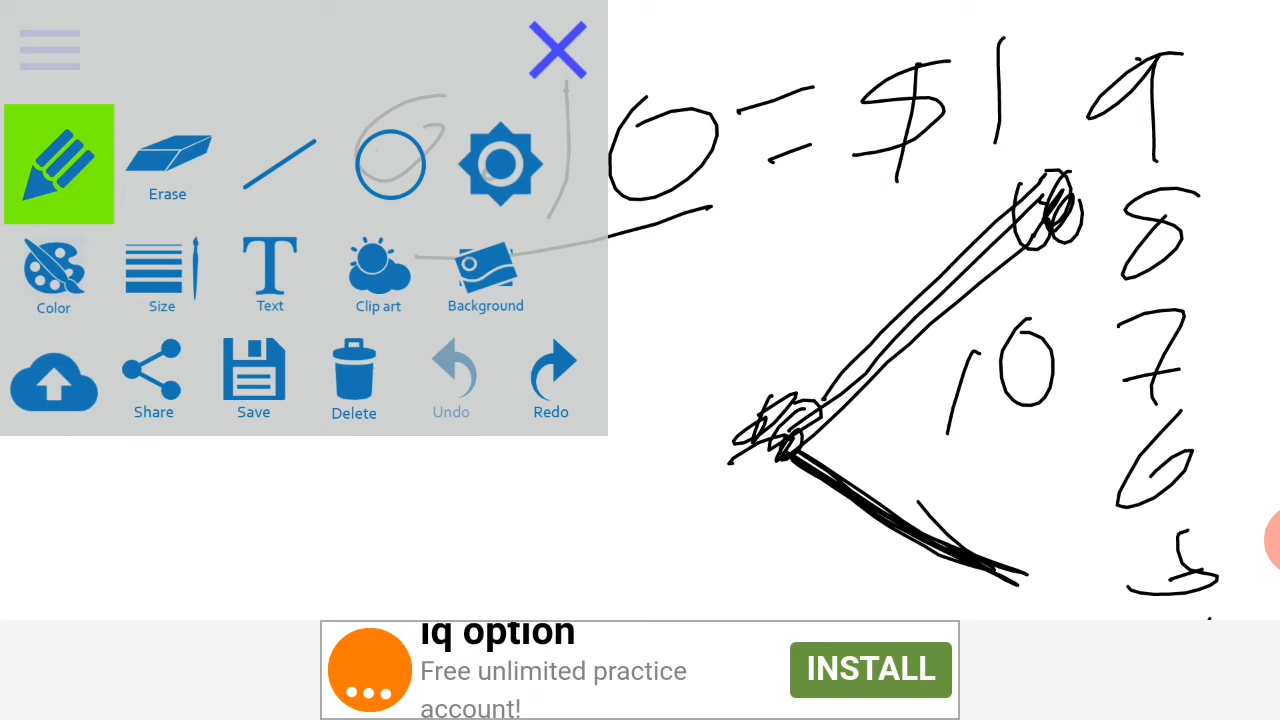 0 = $1
9
8
10
7
6
5
Erase
Color
Size
Text
Clip art
Background
Share
Save
Delete
Undo
Redo
iq option
Free unlimited practice
account!
INSTALL